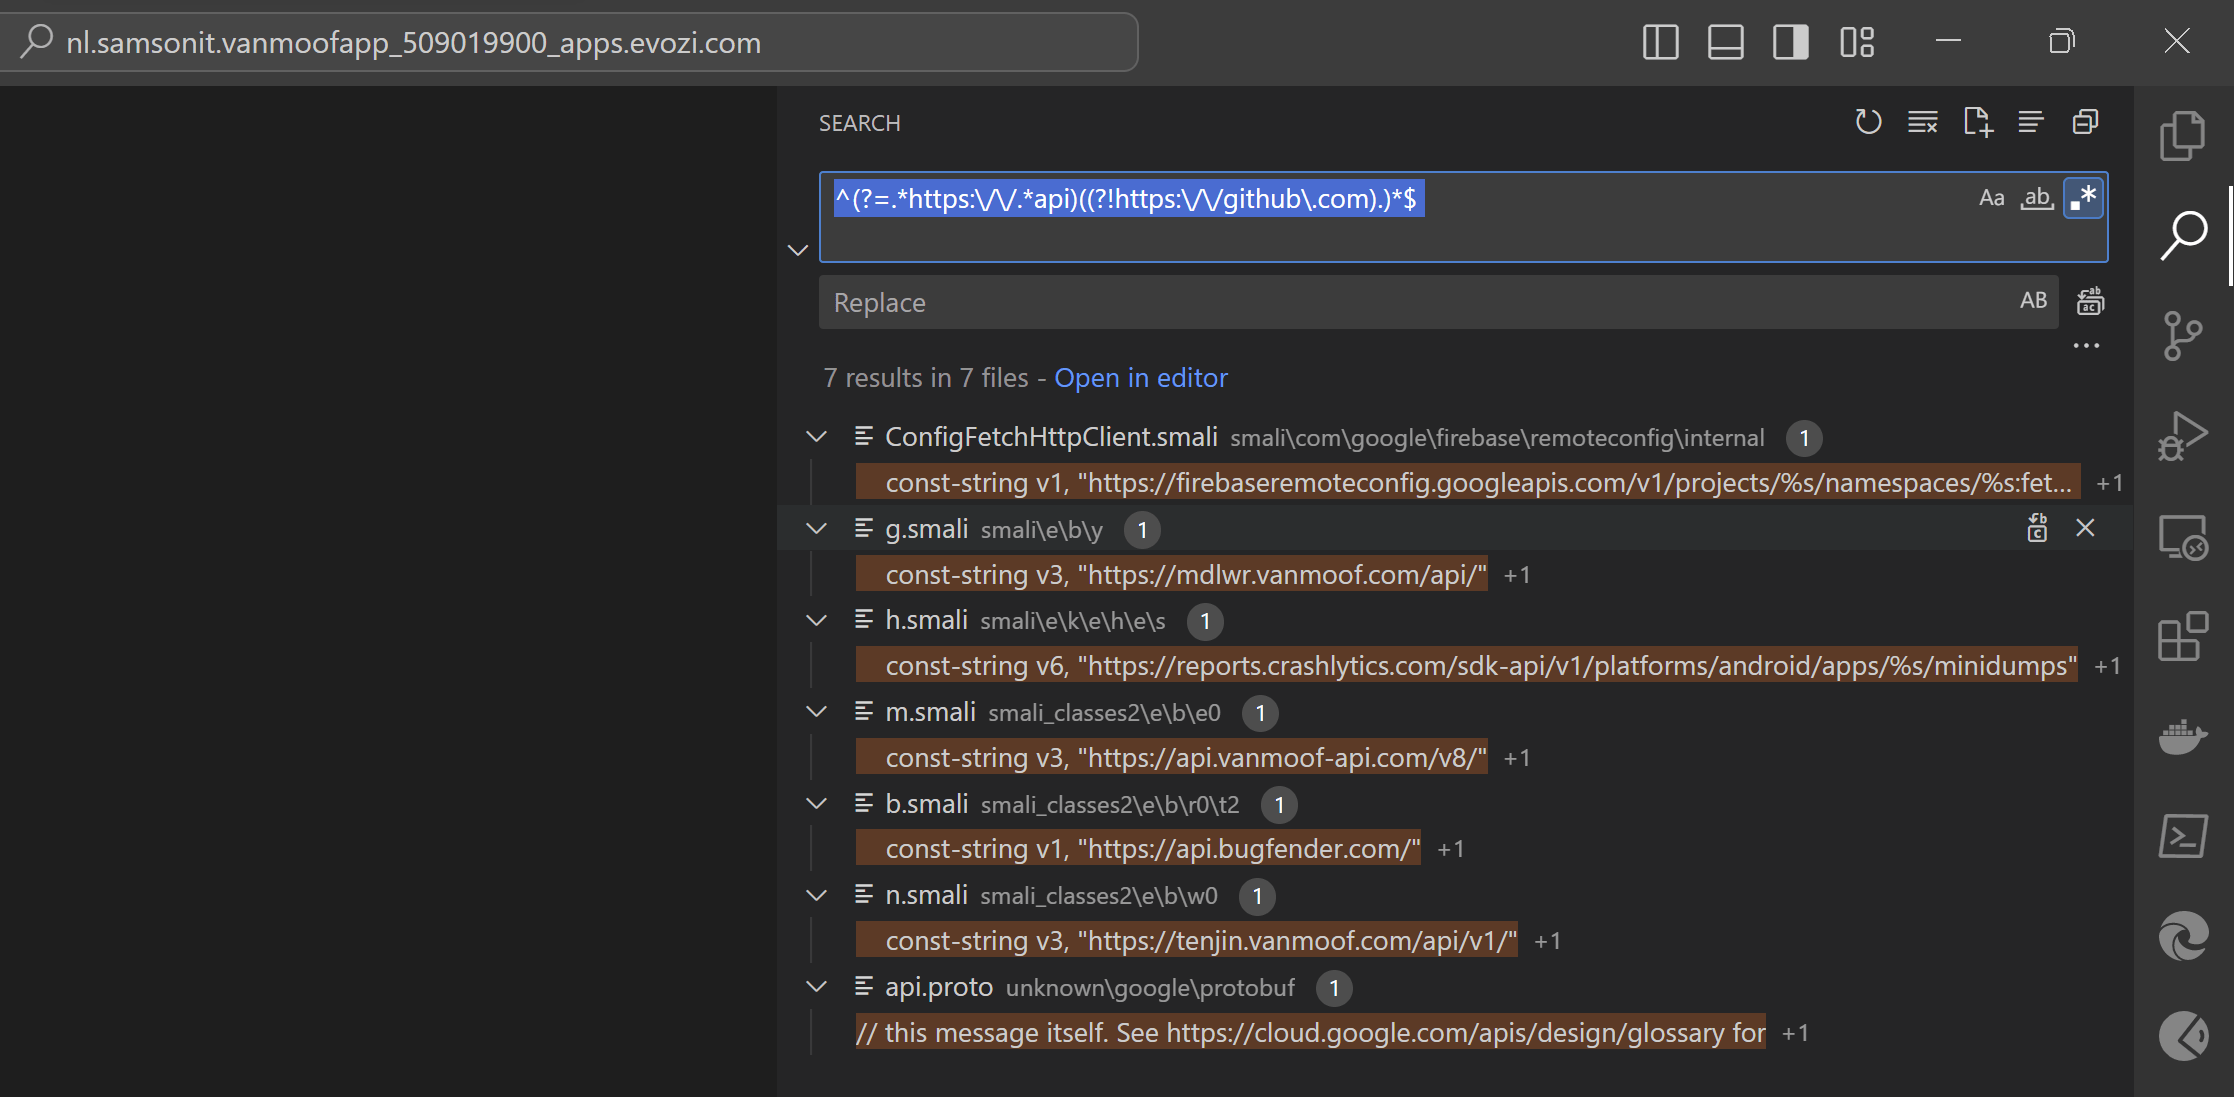 nl.samsonit.vanmoofapp_509019900_apps.evozi.com
SEARCH
^(?=.*https:\/\/.*api)((?!https:\/\/github\.com).)*$
Aa ab .*
Replace
AB
7 results in 7 files - Open in editor
ConfigFetchHttpClient.smali smali\com\google\firebase\remoteconfig\internal 1
const-string v1, "https://firebaseremoteconfig.googleapis.com/v1/projects/%s/namespaces/%s:fet... +1
g.smali smali\e\b\y 1
const-string v3, "https://mdlwr.vanmoof.com/api/" +1
h.smali smali\e\k\e\h\e\s 1
const-string v6, "https://reports.crashlytics.com/sdk-api/v1/platforms/android/apps/%s/minidumps" +1
m.smali smali_classes2\e\b\e0 1
const-string v3, "https://api.vanmoof-api.com/v8/" +1
b.smali smali_classes2\e\b\r0\t2 1
const-string v1, "https://api.bugfender.com/" +1
n.smali smali_classes2\e\b\w0 1
const-string v3, "https://tenjin.vanmoof.com/api/v1/" +1
api.proto unknown\google\protobuf 1
// this message itself. See https://cloud.google.com/apis/design/glossary for +1